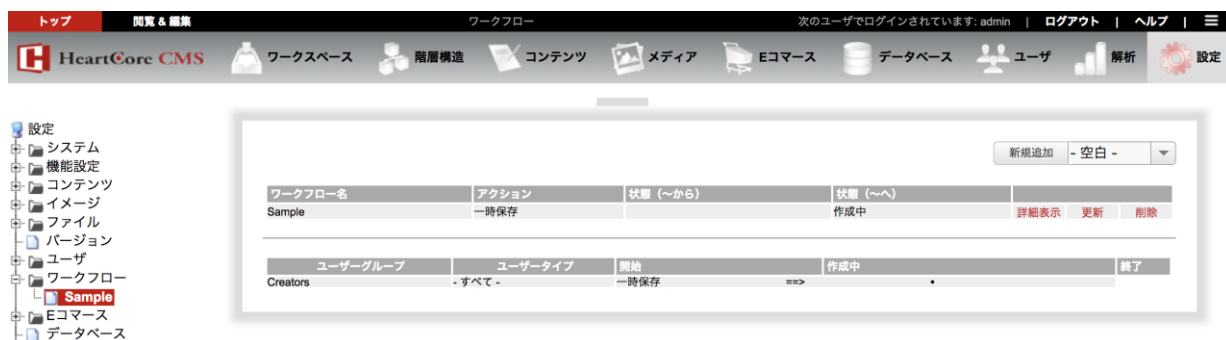 トップ 閲覧 & 編集 ワークフロー 次のユーザでログインされています: admin | ログアウト | ヘルプ |
HeartCore CMS ワークスペース 階層構造 コンテンツ メディア Eコマース データベース ユーザ 解析 設定
設定
システム
機能設定
コンテンツ
イメージ
ファイル
バージョン
ユーザ
ワークフロー
Sample
Eコマース
データベース
新規追加 - 空白 -
ワークフロー名 アクション 状態（～から） 状態（～へ）
Sample 一時保存 作成中 詳細表示 更新 削除
ユーザーグループ ユーザータイプ 開始 作成中 終了
Creators - すべて - 一時保存 ==> •